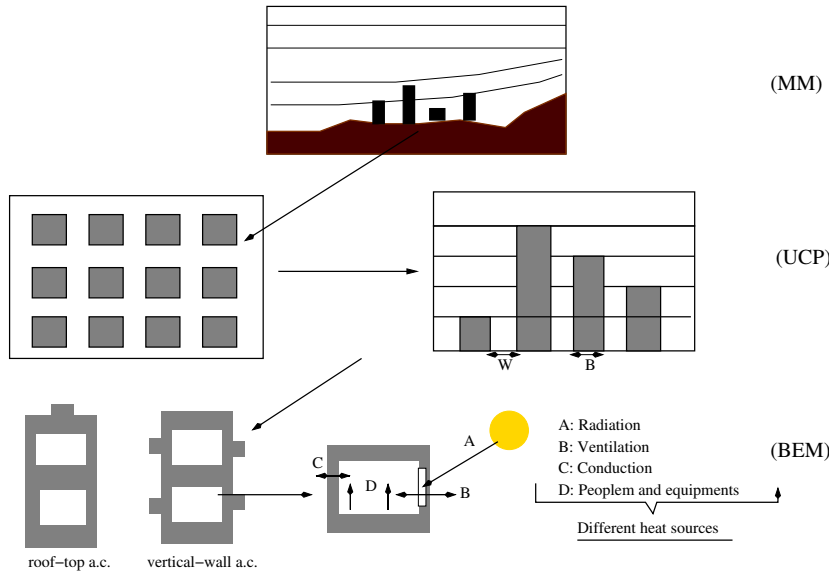 (MM)
(UCP)
W
B
A
A: Radiation
B: Ventilation
C
C: Conduction
(BEM)
D
B
D: Peoplem and equipments
Different heat sources
roof-top a.c.
vertical-wall a.c.